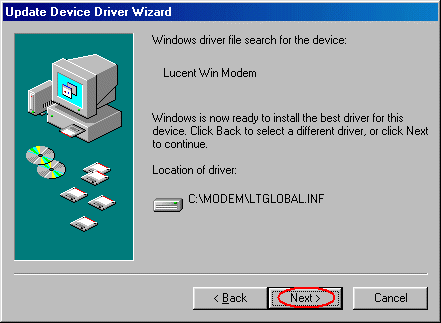 Update Device Driver Wizard
Windows driver file search for the device:
Lucent Win Modem
Windows is now ready to install the best driver for this
device. Click Back to select a different driver, or click Next
to continue.
Location of driver:
C:\MODEM\LTGLOBAL.INF
< Back
Next >
Cancel